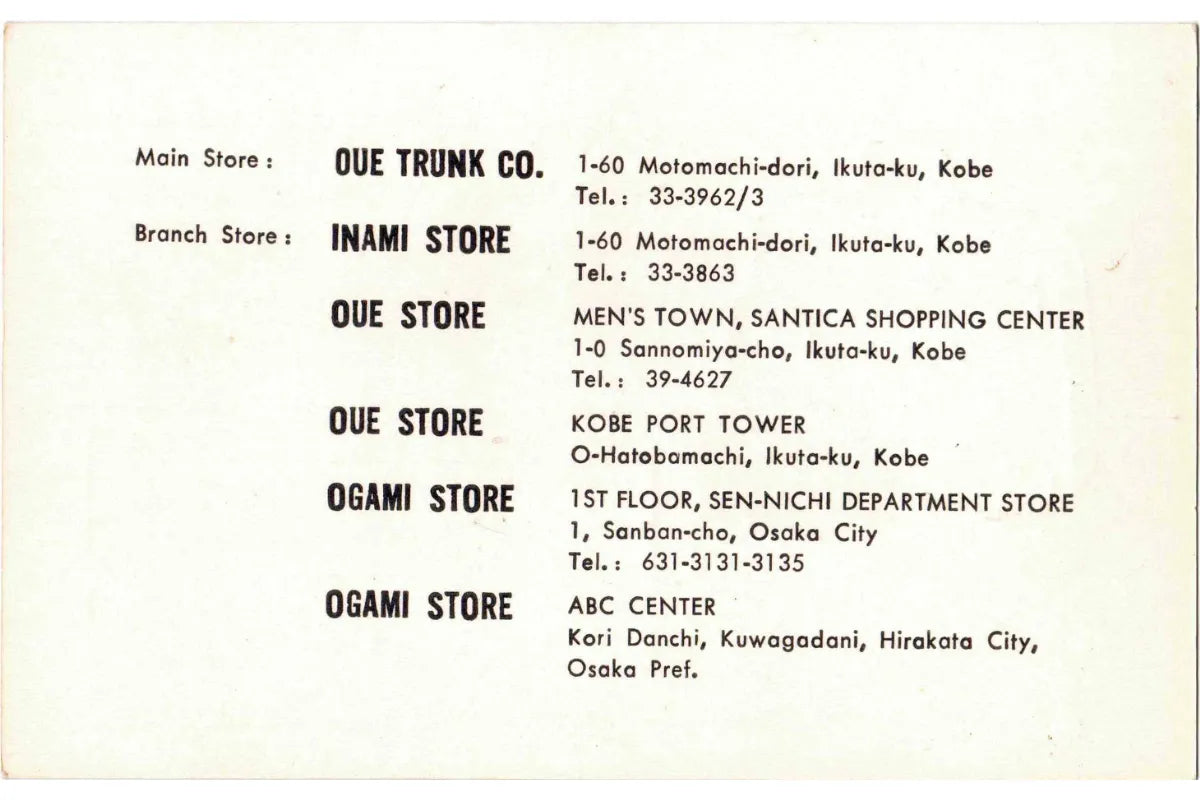 Main Store : OUE TRUNK CO. 1-60 Motomachi-dori, Ikuta-ku, Kobe
Tel. : 33-3962/3
Branch Store : INAMI STORE 1-60 Motomachi-dori, Ikuta-ku, Kobe
Tel. : 33-3863
OUE STORE MEN'S TOWN, SANTICA SHOPPING CENTER
1-0 Sannomiya-cho, Ikuta-ku, Kobe
Tel. : 39-4627
OUE STORE KOBE PORT TOWER
O-Hatobamachi, Ikuta-ku, Kobe
OGAMI STORE 1ST FLOOR, SEN-NICHI DEPARTMENT STORE
1, Sanban-cho, Osaka City
Tel. : 631-3131-3135
OGAMI STORE ABC CENTER
Kori Danchi, Kuwagadani, Hirakata City,
Osaka Pref.